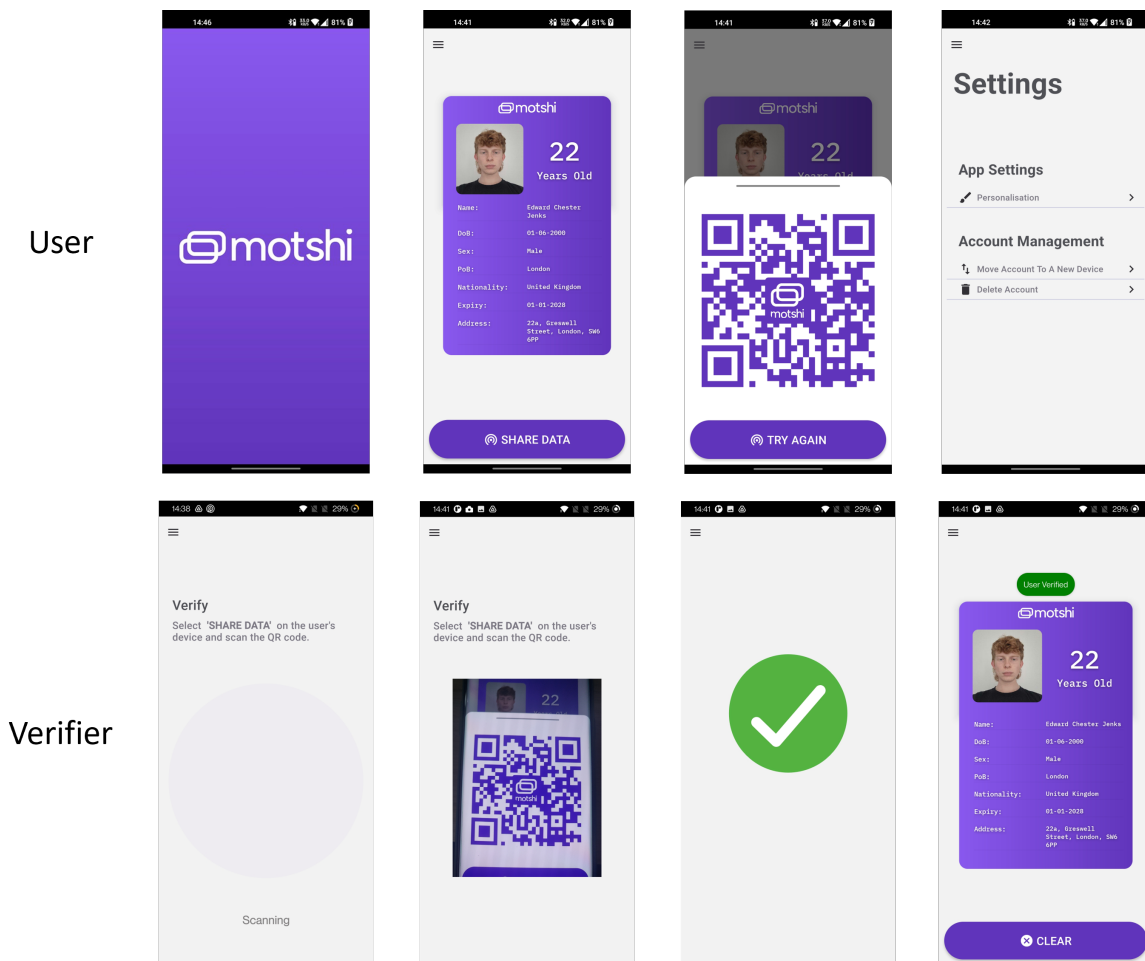 User
14:46
81%
motshi
14:41
81%
motshi
22
Years Old
Name: Edward Chester
Jenks
DoB: 01-06-2000
Sex: Male
PoB: London
Nationality: United Kingdom
Expiry: 01-01-2028
Address: 22a, Greswell
Street, London, SW6
6PP
SHARE DATA
14:41
81%
motshi
22
Years Old
motshi
TRY AGAIN
14:42
81%
Settings
App Settings
Personalisation
Account Management
Move Account To A New Device
Delete Account
Verifier
14:38
29%
Verify
Select 'SHARE DATA' on the user's
device and scan the QR code.
Scanning
14:41
29%
Verify
Select 'SHARE DATA' on the user's
device and scan the QR code.
22
motshi
14:41
29%
14:41
29%
User Verified
motshi
22
Years Old
Name: Edward Chester Jenks
DoB: 01-06-2000
Sex: Male
PoB: London
Nationality: United Kingdom
Expiry: 01-01-2028
Address: 22a, Greswell
Street, London, SW6
6PP
CLEAR